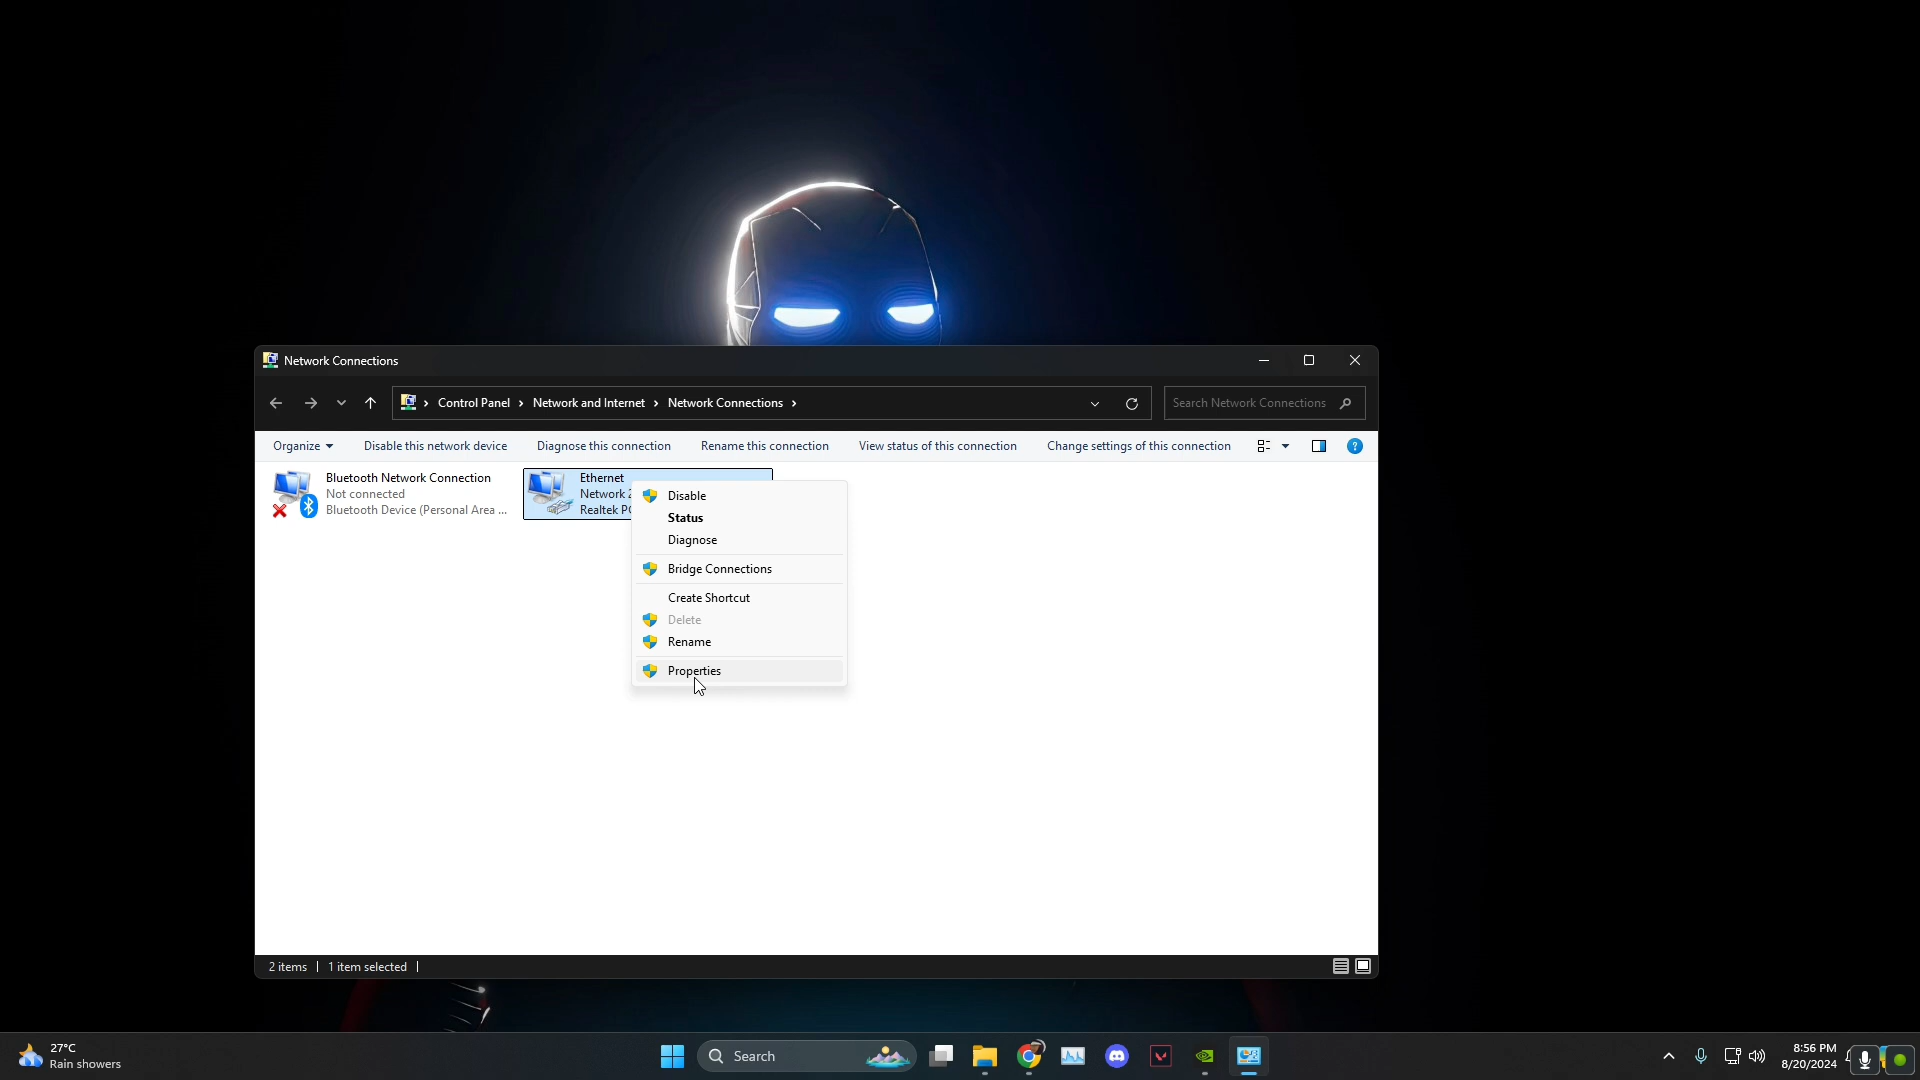 Network Connections
Control Panel > Network and Internet > Network Connections >
Search Network Connections
Organize
Disable this network device
Diagnose this connection
Rename this connection
View status of this connection
Change settings of this connection
Bluetooth Network Connection
Not connected
Bluetooth Device (Personal Area ...
Ethernet
Network
Realtek
Disable
Status
Diagnose
Bridge Connections
Create Shortcut
Delete
Rename
Properties
2 items
1 item selected
27°C
Rain showers
Search
8:56 PM
8/20/2024